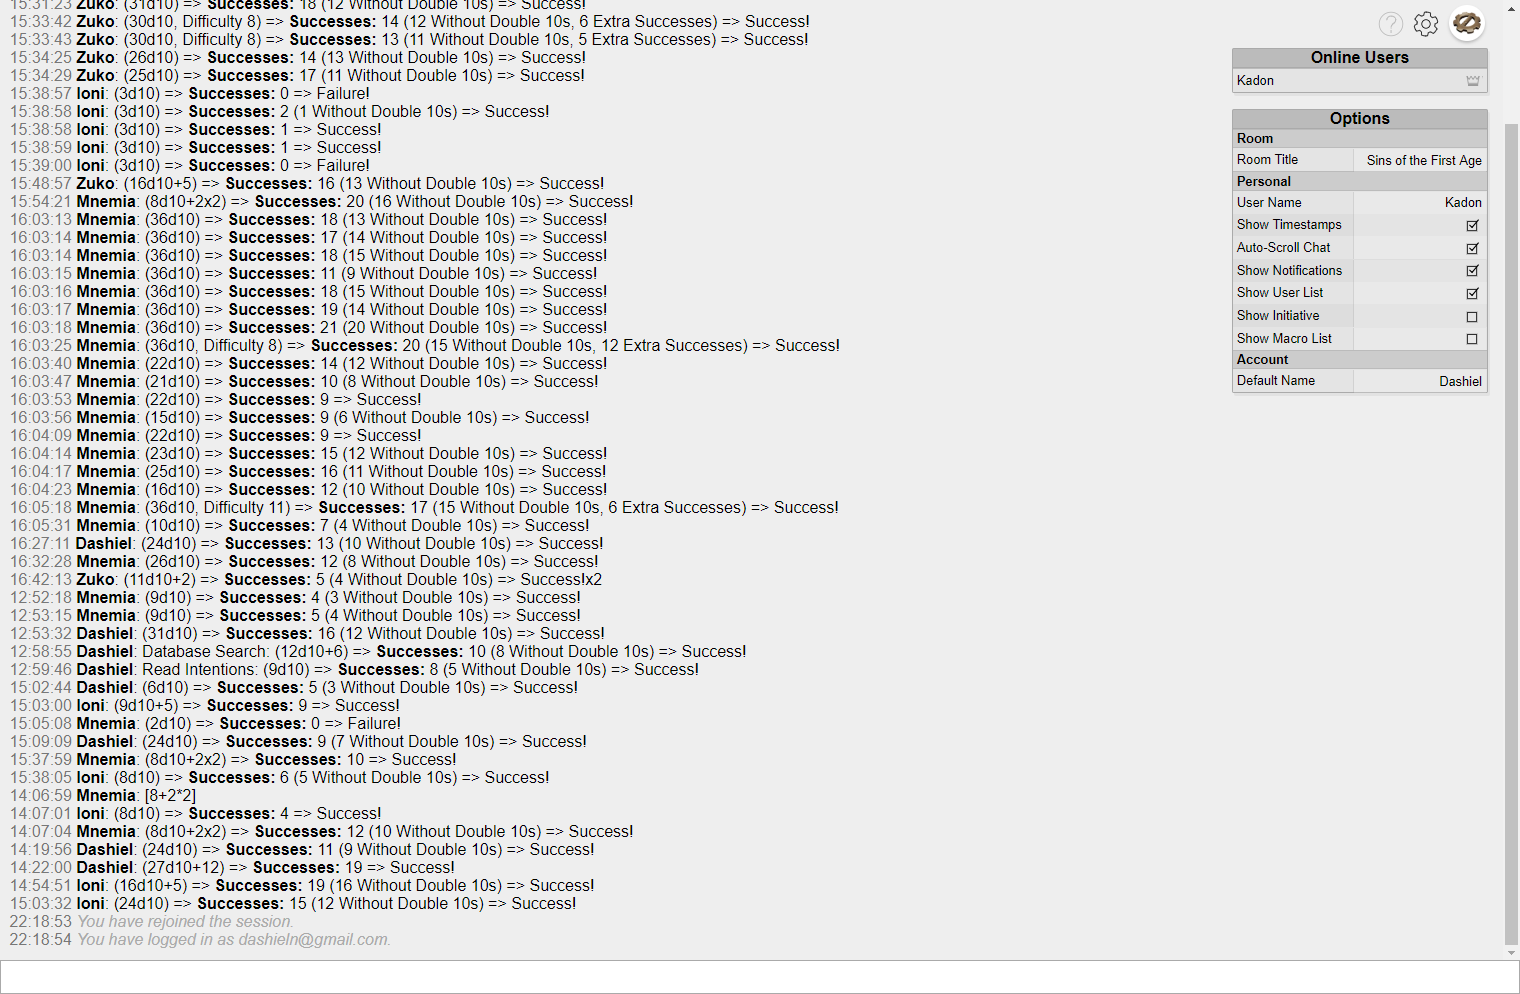 15:31:23 Zuko: (31d10) => Successes: 18 (12 Without Double 10s) => Success!
15:33:42 Zuko: (30d10, Difficulty 8) => Successes: 14 (12 Without Double 10s, 6 Extra Successes) => Success!
15:33:43 Zuko: (30d10, Difficulty 8) => Successes: 13 (11 Without Double 10s, 5 Extra Successes) => Success!
15:34:25 Zuko: (26d10) => Successes: 14 (13 Without Double 10s) => Success!
15:34:29 Zuko: (25d10) => Successes: 17 (11 Without Double 10s) => Success!
15:38:57 Ioni: (3d10) => Successes: 0 => Failure!
15:38:58 Ioni: (3d10) => Successes: 2 (1 Without Double 10s) => Success!
15:38:58 Ioni: (3d10) => Successes: 1 => Success!
15:38:59 Ioni: (3d10) => Successes: 1 => Success!
15:39:00 Ioni: (3d10) => Successes: 0 => Failure!
15:48:57 Zuko: (16d10+5) => Successes: 16 (13 Without Double 10s) => Success!
15:54:21 Mnemia: (8d10+2x2) => Successes: 20 (16 Without Double 10s) => Success!
16:03:13 Mnemia: (36d10) => Successes: 18 (13 Without Double 10s) => Success!
16:03:14 Mnemia: (36d10) => Successes: 17 (14 Without Double 10s) => Success!
16:03:14 Mnemia: (36d10) => Successes: 18 (15 Without Double 10s) => Success!
16:03:15 Mnemia: (36d10) => Successes: 11 (9 Without Double 10s) => Success!
16:03:16 Mnemia: (36d10) => Successes: 18 (15 Without Double 10s) => Success!
16:03:17 Mnemia: (36d10) => Successes: 19 (14 Without Double 10s) => Success!
16:03:18 Mnemia: (36d10) => Successes: 21 (20 Without Double 10s) => Success!
16:03:25 Mnemia: (36d10, Difficulty 8) => Successes: 20 (15 Without Double 10s, 12 Extra Successes) => Success!
16:03:40 Mnemia: (22d10) => Successes: 14 (12 Without Double 10s) => Success!
16:03:47 Mnemia: (21d10) => Successes: 10 (8 Without Double 10s) => Success!
16:03:53 Mnemia: (22d10) => Successes: 9 => Success!
16:03:56 Mnemia: (15d10) => Successes: 9 (6 Without Double 10s) => Success!
16:04:09 Mnemia: (22d10) => Successes: 9 => Success!
16:04:14 Mnemia: (23d10) => Successes: 15 (12 Without Double 10s) => Success!
16:04:17 Mnemia: (25d10) => Successes: 16 (11 Without Double 10s) => Success!
16:04:23 Mnemia: (16d10) => Successes: 12 (10 Without Double 10s) => Success!
16:05:18 Mnemia: (36d10, Difficulty 11) => Successes: 17 (15 Without Double 10s, 6 Extra Successes) => Success!
16:05:31 Mnemia: (10d10) => Successes: 7 (4 Without Double 10s) => Success!
16:27:11 Dashiel: (24d10) => Successes: 13 (10 Without Double 10s) => Success!
16:32:28 Mnemia: (26d10) => Successes: 12 (8 Without Double 10s) => Success!
16:42:13 Zuko: (11d10+2) => Successes: 5 (4 Without Double 10s) => Success!x2
12:52:18 Mnemia: (9d10) => Successes: 4 (3 Without Double 10s) => Success!
12:53:15 Mnemia: (9d10) => Successes: 5 (4 Without Double 10s) => Success!
12:53:32 Dashiel: (31d10) => Successes: 16 (12 Without Double 10s) => Success!
12:58:55 Dashiel: Database Search: (12d10+6) => Successes: 10 (8 Without Double 10s) => Success!
12:59:46 Dashiel: Read Intentions: (9d10) => Successes: 8 (5 Without Double 10s) => Success!
15:02:44 Dashiel: (6d10) => Successes: 5 (3 Without Double 10s) => Success!
15:03:00 Ioni: (9d10+5) => Successes: 9 => Success!
15:05:08 Mnemia: (2d10) => Successes: 0 => Failure!
15:09:09 Dashiel: (24d10) => Successes: 9 (7 Without Double 10s) => Success!
15:37:59 Mnemia: (8d10+2x2) => Successes: 10 => Success!
15:38:05 Ioni: (8d10) => Successes: 6 (5 Without Double 10s) => Success!
14:06:59 Mnemia: [8+2*2]
14:07:01 Ioni: (8d10) => Successes: 4 => Success!
14:07:04 Mnemia: (8d10+2x2) => Successes: 12 (10 Without Double 10s) => Success!
14:19:56 Dashiel: (24d10) => Successes: 11 (9 Without Double 10s) => Success!
14:22:00 Dashiel: (27d10+12) => Successes: 19 => Success!
14:54:51 Ioni: (16d10+5) => Successes: 19 (16 Without Double 10s) => Success!
15:03:32 Ioni: (24d10) => Successes: 15 (12 Without Double 10s) => Success!
22:18:53 You have rejoined the session.
22:18:54 You have logged in as dashieln@gmail.com.
?
Online Users
Kadon
Options
Room
Room Title Sins of the First Age
Personal
User Name Kadon
Show Timestamps
Auto-Scroll Chat
Show Notifications
Show User List
Show Initiative
Show Macro List
Account
Default Name Dashiel